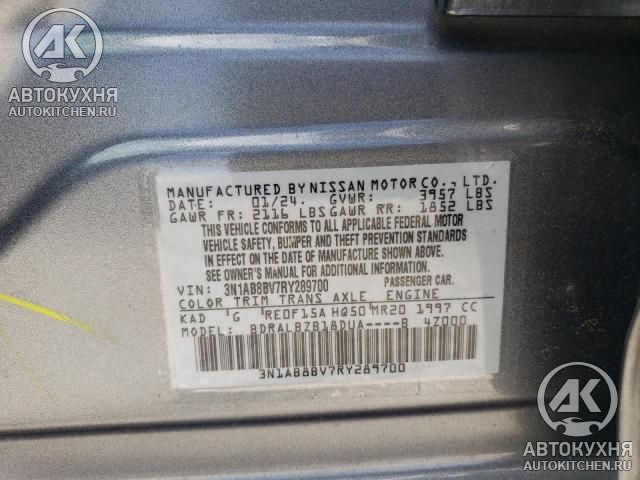 АК
АВТОКУХНЯ
AUTOKITCHEN.RU
MANUFACTURED BY NISSAN MOTOR CO., LTD.
DATE: 01/24. GVWR: 3957 LBS
GAWR FR: 2116 LBS GAWR RR: 1852 LBS
THIS VEHICLE CONFORMS TO ALL APPLICABLE FEDERAL MOTOR
VEHICLE SAFETY, BUMPER AND THEFT PREVENTION STANDARDS
IN EFFECT ON THE DATE OF MANUFACTURE SHOWN ABOVE.
SEE OWNER'S MANUAL FOR ADDITIONAL INFORMATION.
VIN: 3N1AB8BV7RY289700 PASSENGER CAR.
COLOR TRIM TRANS AXLE ENGINE
KAD G RE0F15A HQ50 MR20 1997 CC
MODEL: BDRALBZB18DUA----B 4Z000
3N1AB8BV7RY289700
АК
АВТОКУХНЯ
AUTOKITCHEN.RU